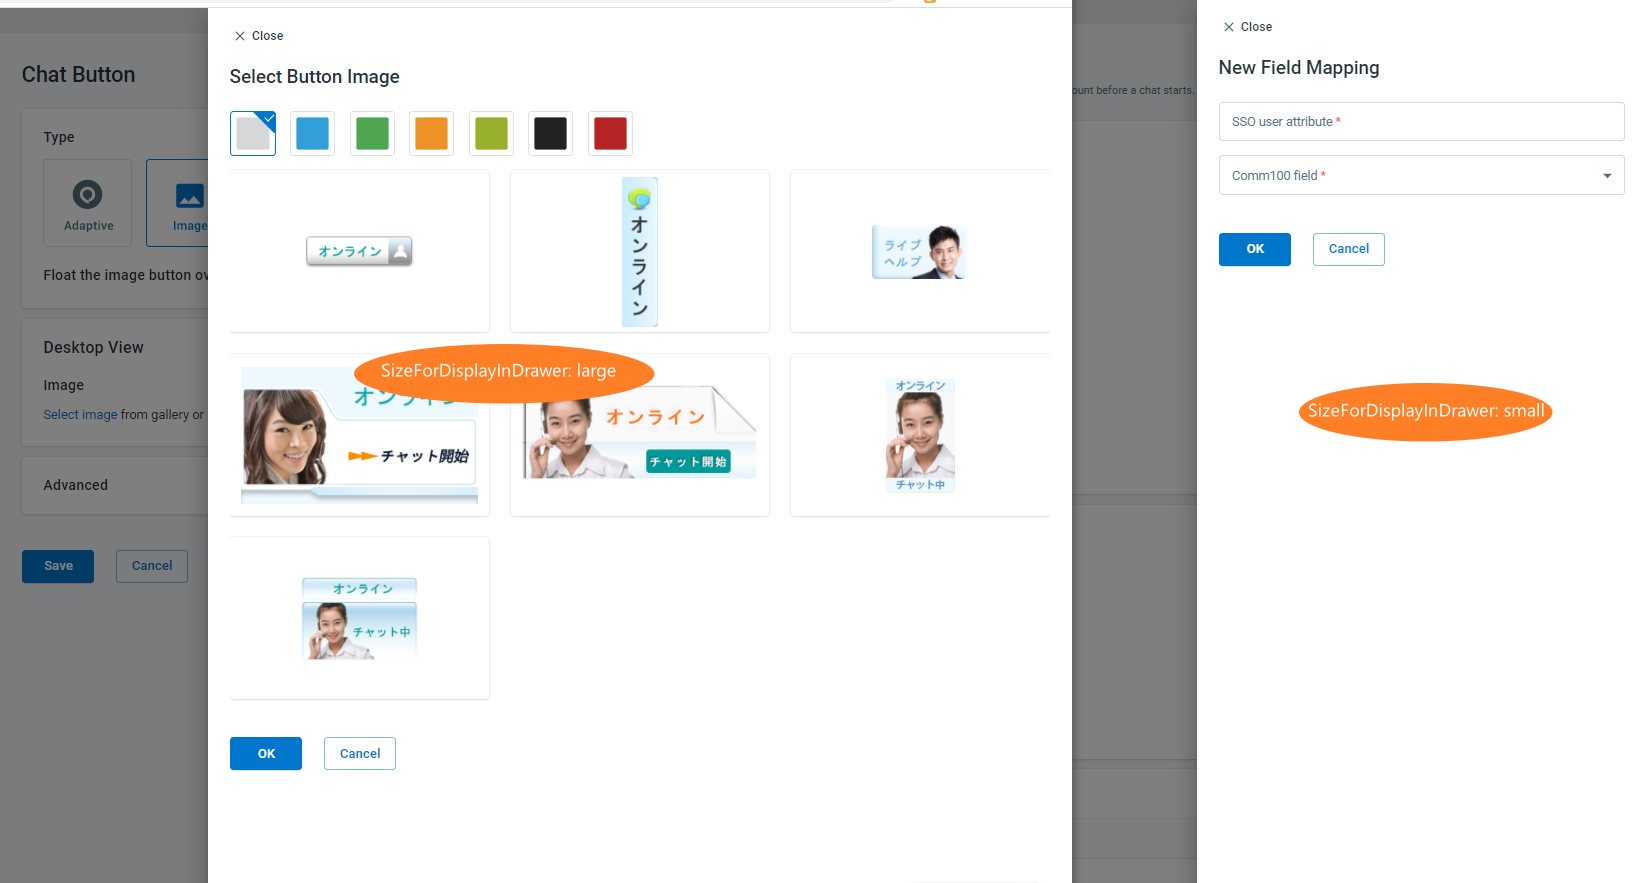 Chat Button
Type
Adaptive
Image
Float the image button ov
Desktop View
Image
Select image from gallery or
Advanced
Save
Cancel
Close
Select Button Image
オンライン
オンライン
ライブ
ヘルプ
SizeForDisplayInDrawer: large
オンライン
チャット開始
オンライン
チャット開始
オンライン
チャット中
オンライン
チャット中
OK
Cancel
ount before a chat starts.
Close
New Field Mapping
SSO user attribute *
Comm100 field *
OK
Cancel
SizeForDisplayInDrawer: small